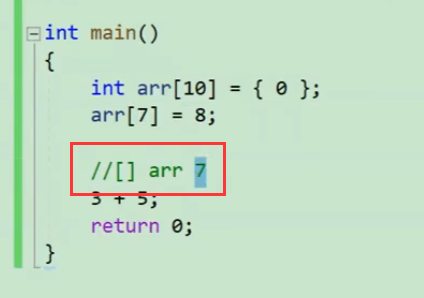 int main()
{
int arr[10] = { 0 };
arr[7] = 8;
//[] arr 7
3 + 5;
return 0;
}